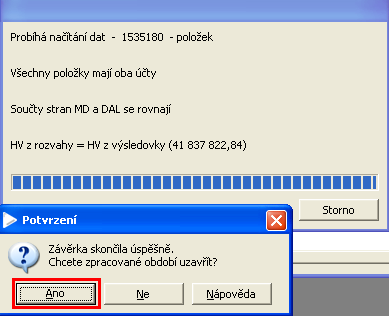 Probíhá načítání dat  -  1535180  - položek
Všechny položky mají oba účty
Součty stran MD a DAL se rovnají
HV z rozvahy = HV z výsledovky (41 837 822,84)
Storno
Potvrzení
Závěrka skončila úspěšně.
Chcete zpracované období uzavřít?
Ano
Ne
Nápověda